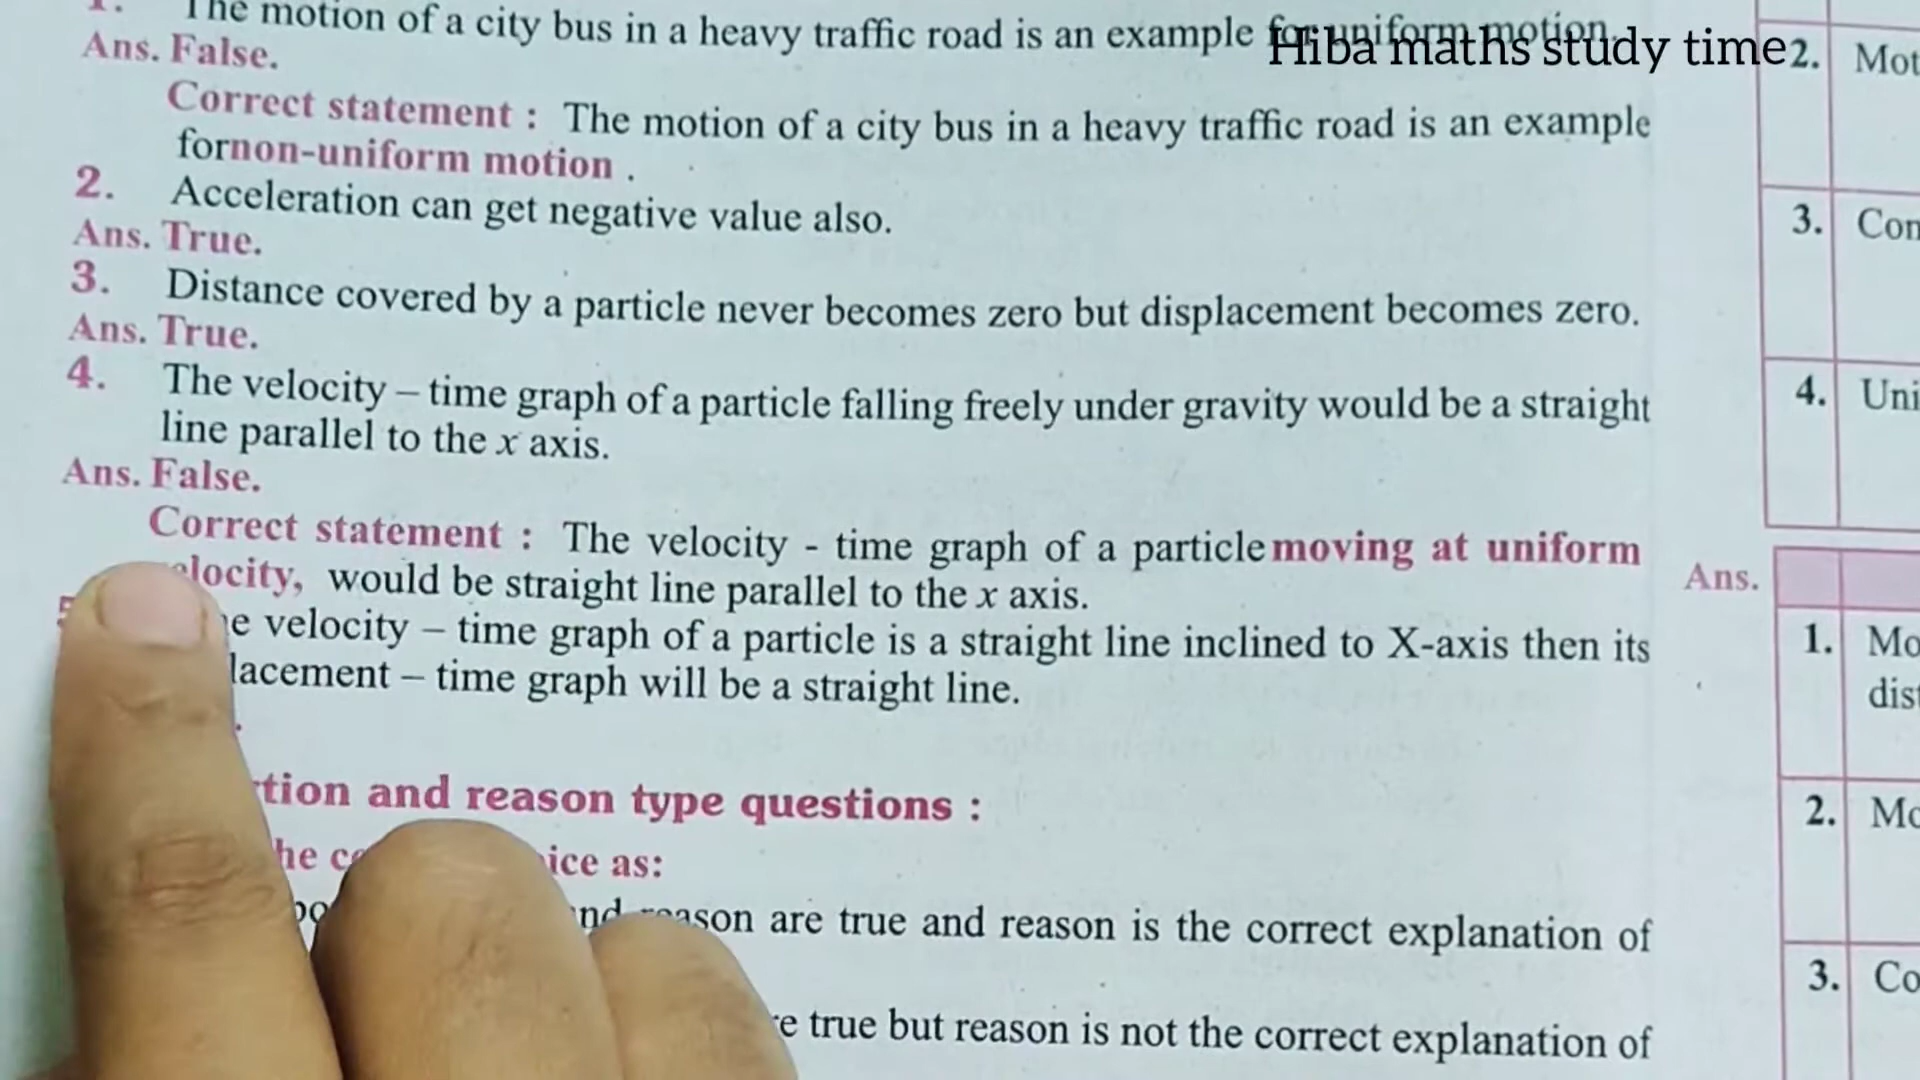 1. The motion of a city bus in a heavy traffic road is an example for uniform motion.
Hiba maths study time
Ans. False.
Correct statement : The motion of a city bus in a heavy traffic road is an example
fornon-uniform motion .
2. Acceleration can get negative value also.
Ans. True.
3. Distance covered by a particle never becomes zero but displacement becomes zero.
Ans. True.
4. The velocity – time graph of a particle falling freely under gravity would be a straight
line parallel to the x axis.
Ans. False.
Correct statement : The velocity - time graph of a particle moving at uniform
elocity, would be straight line parallel to the x axis.
velocity – time graph of a particle is a straight line inclined to X-axis then its
lacement – time graph will be a straight line.
tion and reason type questions :
ice as:
reason are true and reason is the correct explanation of
true but reason is not the correct explanation of
2. Mot
3. Con
4. Uni
Ans.
1. Mo
dist
2. Mo
3. Co